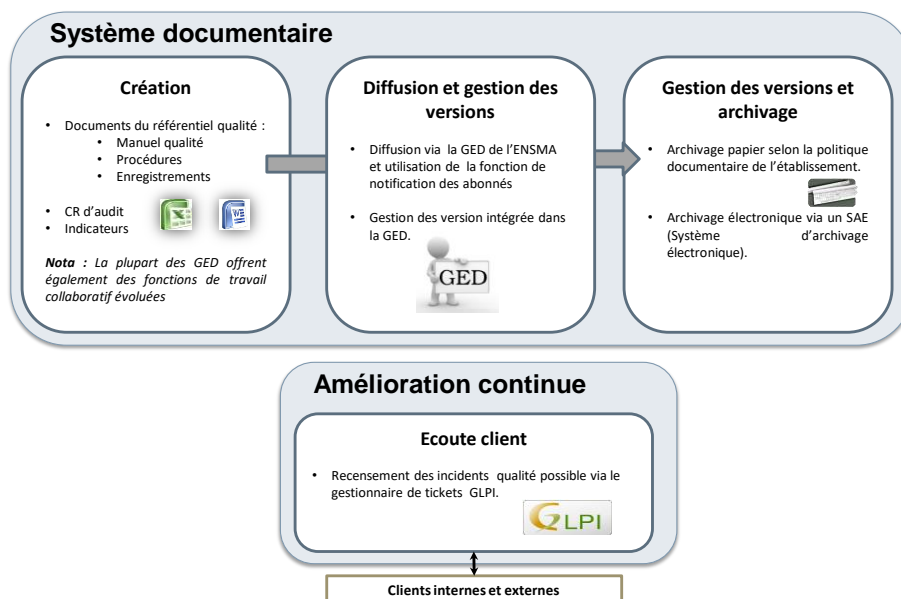 Système documentaire
Création
• Documents du référentiel qualité :
• Manuel qualité
• Procédures
• Enregistrements
• CR d'audit
• Indicateurs
Nota : La plupart des GED offrent
également des fonctions de travail
collaboratif évoluées
Diffusion et gestion des
versions
• Diffusion via la GED de l'ENSMA
et utilisation de la fonction de
notification des abonnés
• Gestion des version intégrée dans
la GED.
GED
Gestion des versions et
archivage
• Archivage papier selon la politique
documentaire de l'établissement.
• Archivage électronique via un SAE
(Système d'archivage
électronique).
Amélioration continue
Ecoute client
• Recensement des incidents qualité possible via le
gestionnaire de tickets GLPI.
GLPI
Clients internes et externes